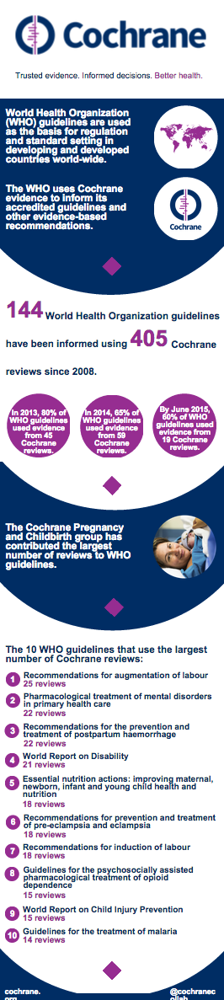 Cochrane
Trusted evidence. Informed decisions. Better health.
World Health Organization
(WHO) guidelines are used
as the basis for regulation
and standard setting in
developing and developed
countries world-wide.
The WHO uses Cochrane
evidence to inform its
accredited guidelines and
other evidence-based
recommendations.
Cochrane
144 World Health Organization guidelines
have been informed using 405 Cochrane
reviews since 2008.
In 2013, 80% of
WHO guidelines
used evidence
from 45
Cochrane
reviews.
In 2014, 65% of
WHO guidelines
used evidence
from 59
Cochrane
reviews.
By June 2015,
60% of WHO
guidelines used
evidence from
19 Cochrane
reviews.
The Cochrane Pregnancy
and Childbirth group has
contributed the largest
number of reviews to WHO
guidelines.
The 10 WHO guidelines that use the largest
number of Cochrane reviews:
1 Recommendations for augmentation of labour
25 reviews
2 Pharmacological treatment of mental disorders
in primary health care
22 reviews
3 Recommendations for the prevention and
treatment of postpartum haemorrhage
22 reviews
4 World Report on Disability
21 reviews
5 Essential nutrition actions: improving maternal,
newborn, infant and young child health and
nutrition
18 reviews
6 Recommendations for prevention and treatment
of pre-eclampsia and eclampsia
18 reviews
7 Recommendations for induction of labour
18 reviews
8 Guidelines for the psychosocially assisted
pharmacological treatment of opioid
dependence
15 reviews
9 World Report on Child Injury Prevention
15 reviews
10 Guidelines for the treatment of malaria
14 reviews
cochrane.
org
@cochranec
ollab